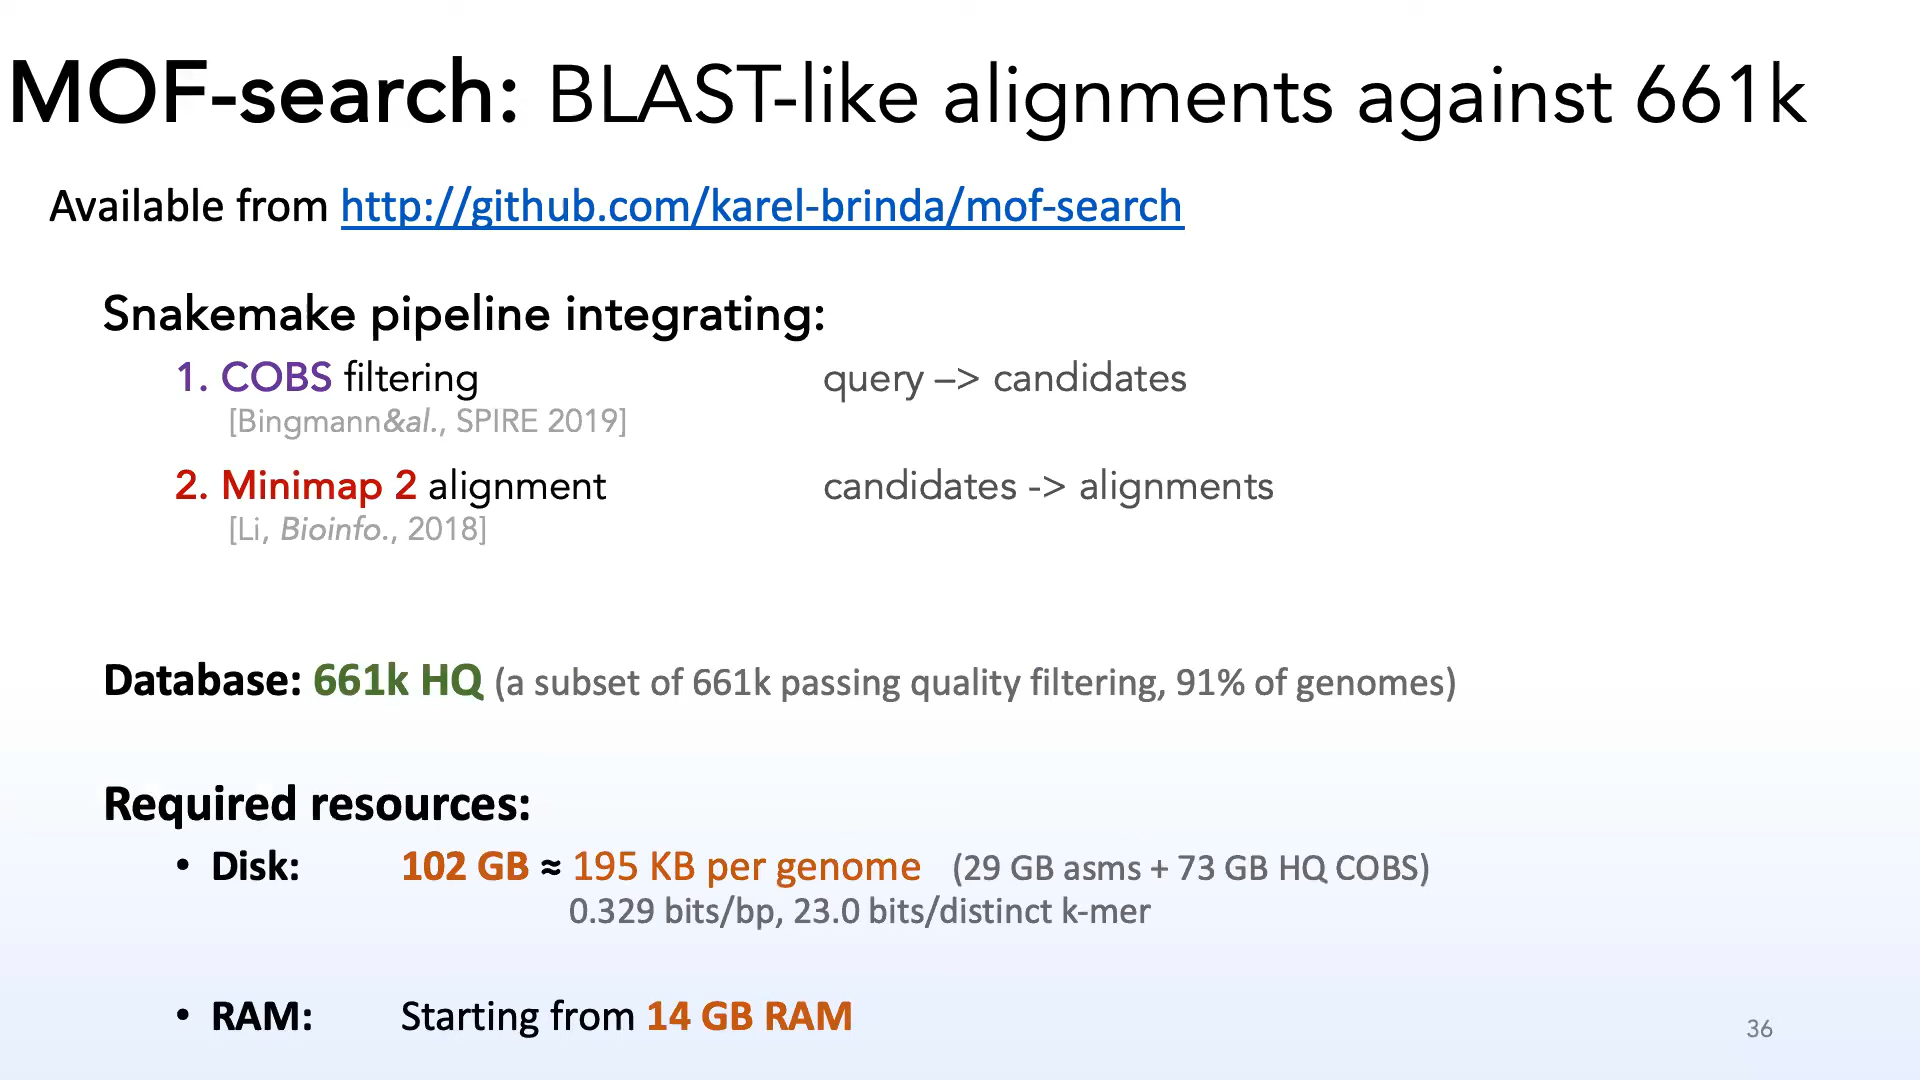 MOF-search: BLAST-like alignments against 661k
Available from http://github.com/karel-brinda/mof-search
Snakemake pipeline integrating:
1. COBS filtering query –> candidates
[Bingmann&al., SPIRE 2019]
2. Minimap 2 alignment candidates -> alignments
[Li, Bioinfo., 2018]
Database: 661k HQ (a subset of 661k passing quality filtering, 91% of genomes)
Required resources:
• Disk: 102 GB ≈ 195 KB per genome (29 GB asms + 73 GB HQ COBS)
0.329 bits/bp, 23.0 bits/distinct k-mer
• RAM: Starting from 14 GB RAM
36